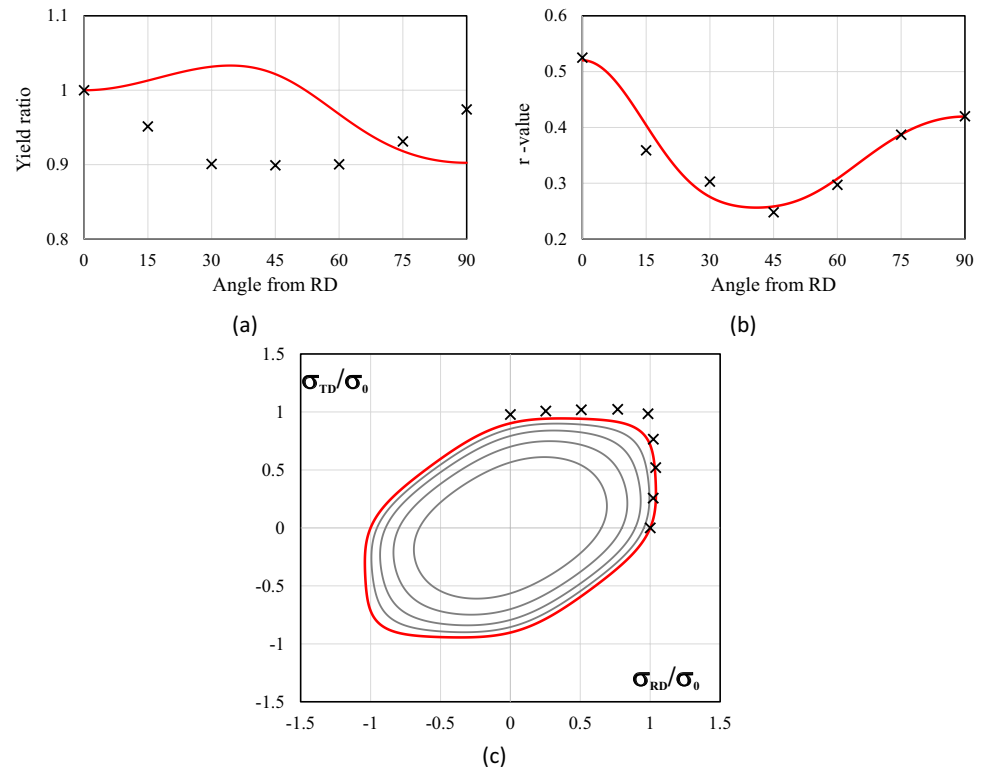 1.1
1
0.9
0.8
Yield ratio
0 15 30 45 60 75 90
Angle from RD
(a)
0.6
0.5
0.4
0.3
0.2
r -value
0 15 30 45 60 75 90
Angle from RD
(b)
1.5
1
0.5
0
-0.5
-1
-1.5
σTD/σ0
σRD/σ0
-1.5 -1 -0.5 0 0.5 1 1.5
(c)